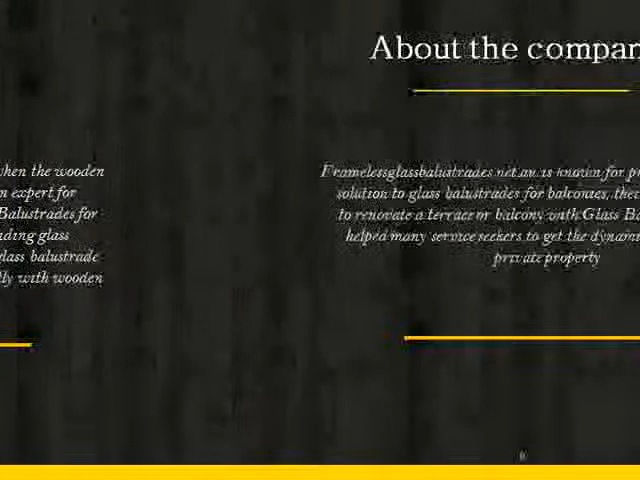 About the compan
when the wooden
n expert for
Balustrades for
nding glass
glass balustrade
lly with wooden
Framelessglassbalustrades.net.au is known for pr
solution to glass balustrades for balconies, the
to renovate a terrace or balcony with Glass Ba
helped many service seekers to get the dynam
private property